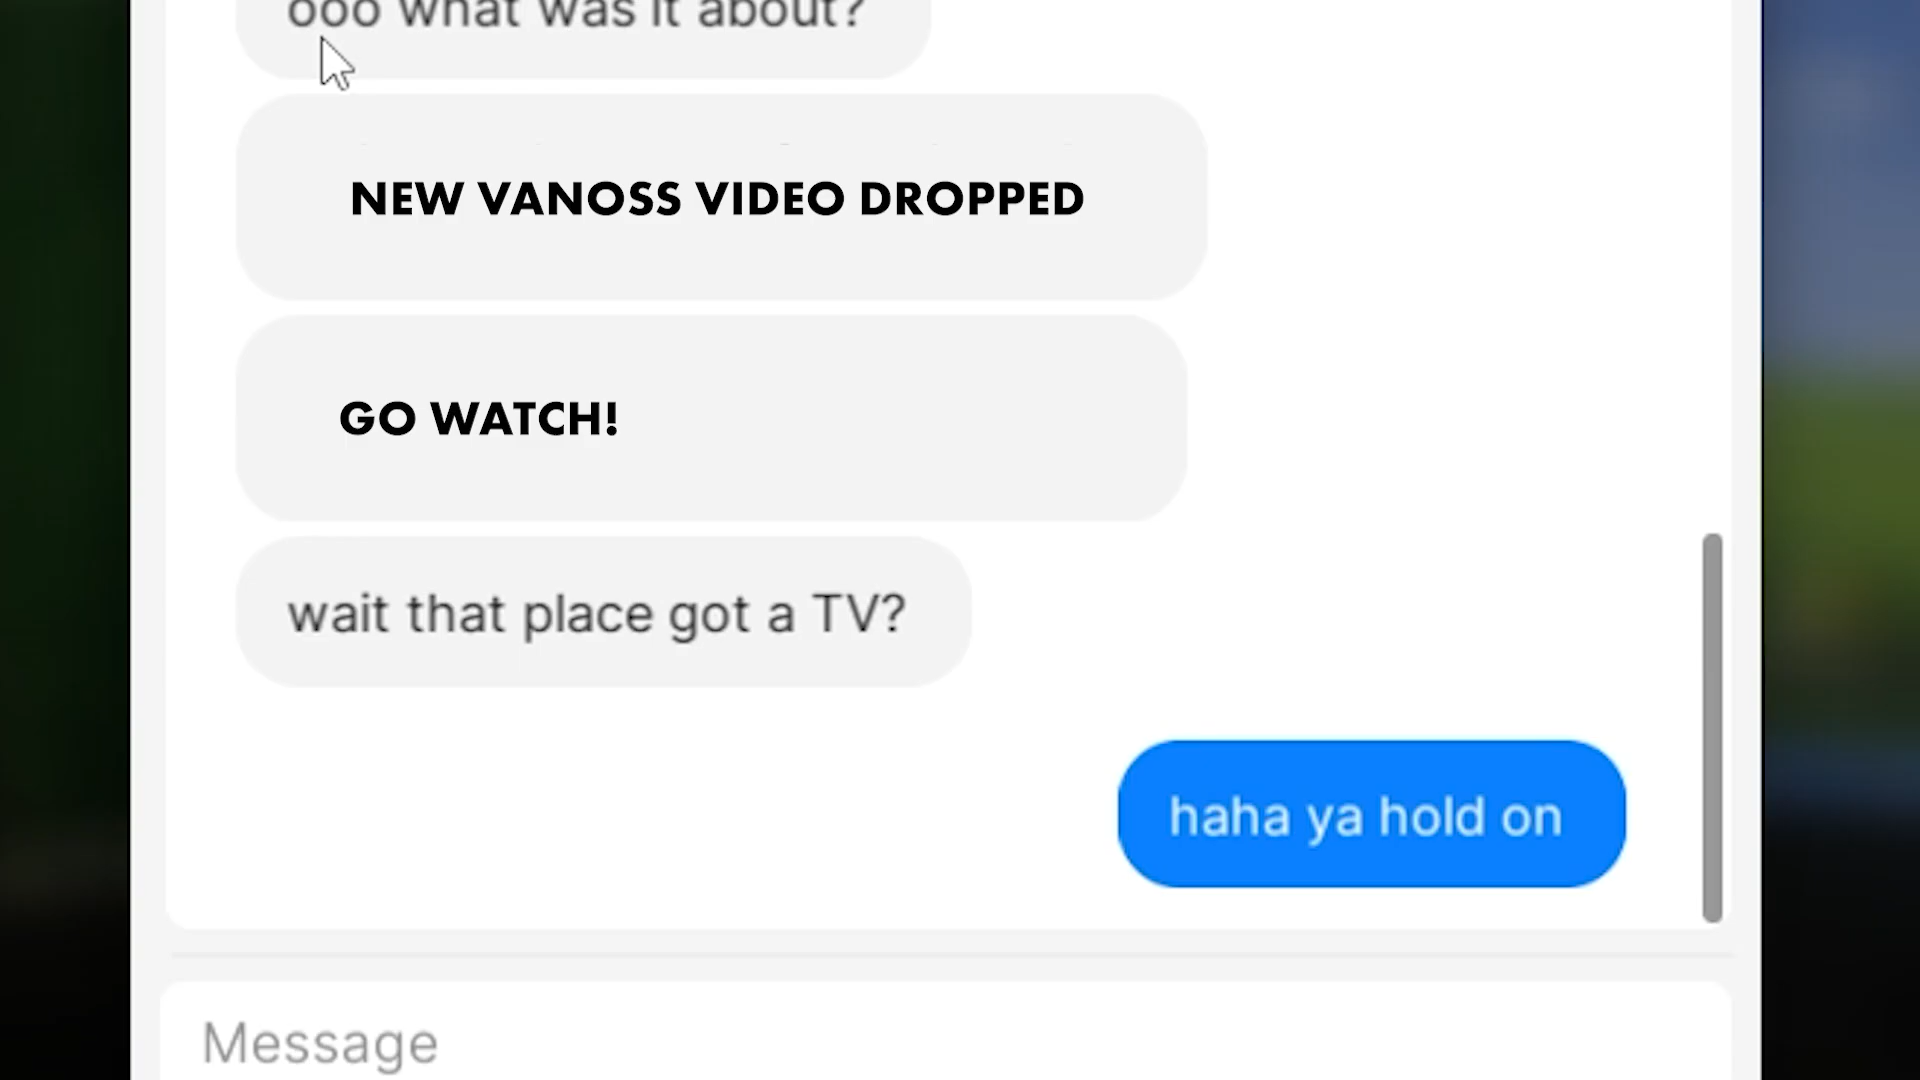 ooo what was it about?
NEW VANOSS VIDEO DROPPED
GO WATCH!
wait that place got a TV?
haha ya hold on
Message